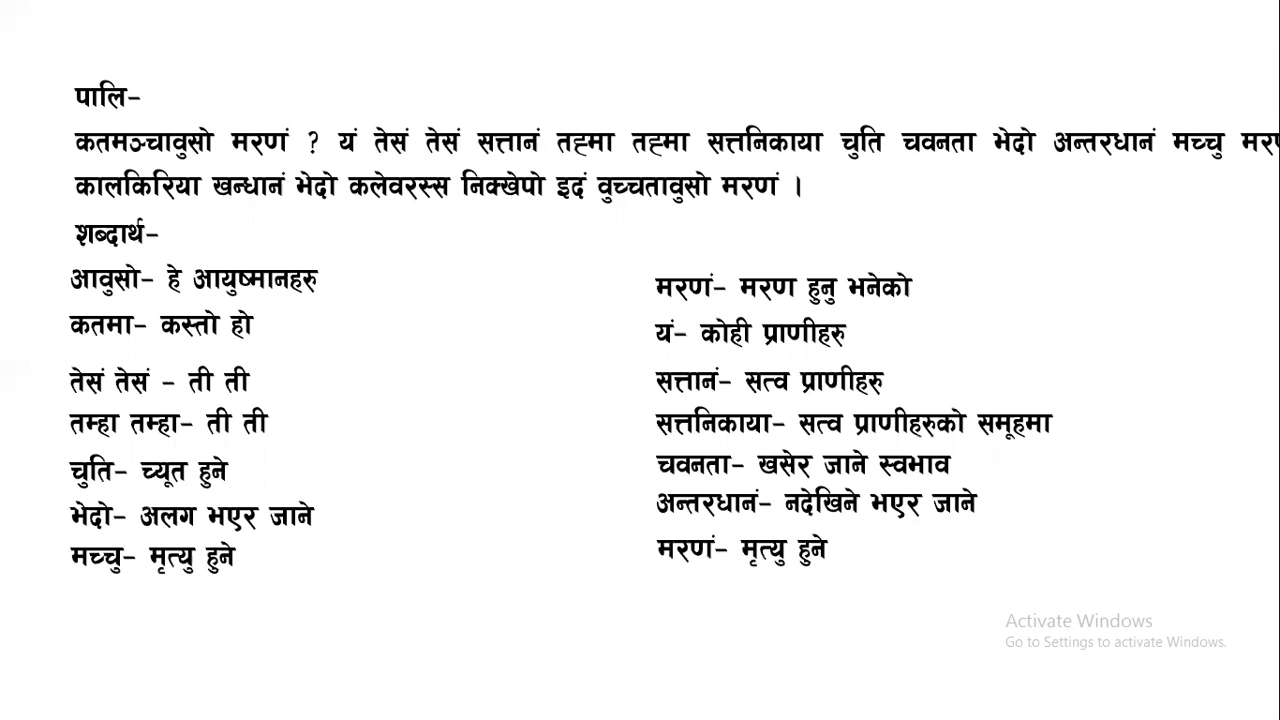 पालि-
कतमञ्चावुसो मरणं ? यं तेसं तेसं सत्तानं तह्मा तह्मा सत्तनिकाया चुति चवनता भेदो अन्तरधानं मच्चु
कालकिरिया खन्धानं भेदो कलेवरस्स निक्खेपो इदं वुच्चतावुसो मरणं ।
शब्दार्थ-
आवुसो- हे आयुष्मानहरु
मरणं- मरण हुनु भनेको
कतमा- कस्तो हो
यं- कोही प्राणीहरु
तेसं तेसं - ती ती
सत्तानं- सत्व प्राणीहरु
तम्हा तम्हा- ती ती
सत्तनिकाया- सत्व प्राणीहरुको समूहमा
चुति- च्यूत हुने
चवनता- खसेर जाने स्वभाव
भेदो- अलग भएर जाने
अन्तरधानं- नदेखिने भएर जाने
मच्चु- मृत्यु हुने
मरणं- मृत्यु हुने
Activate Windows
Go to Settings to activate Windows.